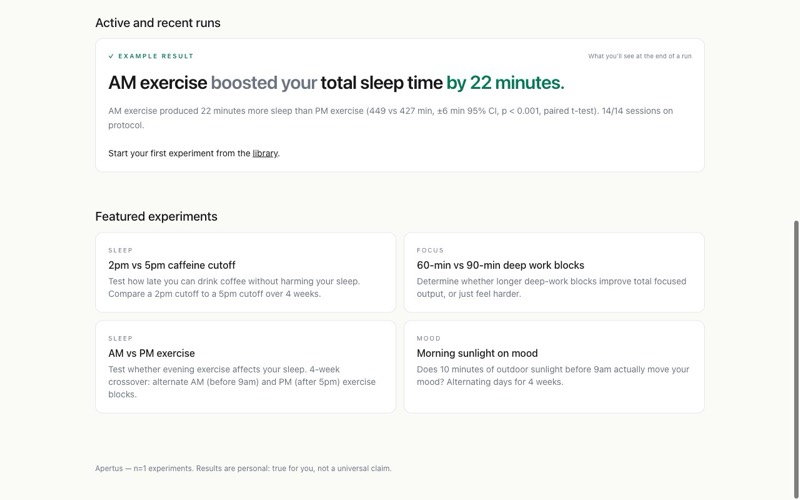 Active and recent runs
✓ EXAMPLE RESULT
What you'll see at the end of a run
AM exercise boosted your total sleep time by 22 minutes.
AM exercise produced 22 minutes more sleep than PM exercise (449 vs 427 min, ±6 min 95% CI, p < 0.001, paired t-test). 14/14 sessions on
protocol.
Start your first experiment from the library.
Featured experiments
SLEEP
2pm vs 5pm caffeine cutoff
Test how late you can drink coffee without harming your sleep.
Compare a 2pm cutoff to a 5pm cutoff over 4 weeks.
FOCUS
60-min vs 90-min deep work blocks
Determine whether longer deep-work blocks improve total focused
output, or just feel harder.
SLEEP
AM vs PM exercise
Test whether evening exercise affects your sleep. 4-week
crossover: alternate AM (before 9am) and PM (after 5pm) exercise
blocks.
MOOD
Morning sunlight on mood
Does 10 minutes of outdoor sunlight before 9am actually move your
mood? Alternating days for 4 weeks.
Apertus — n=1 experiments. Results are personal: true for you, not a universal claim.